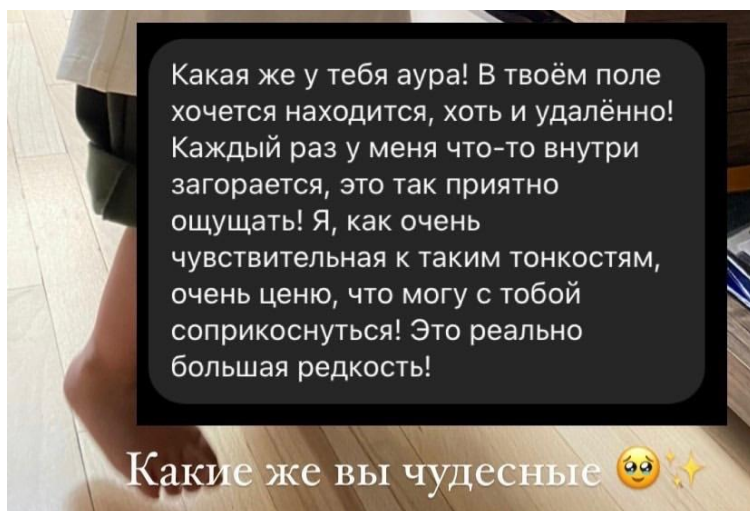 Какая же у тебя аура! В твоём поле
хочется находится, хоть и удалённо!
Каждый раз у меня что-то внутри
загорается, это так приятно
ощущать! Я, как очень
чувствительная к таким тонкостям,
очень ценю, что могу с тобой
соприкоснуться! Это реально
большая редкость!
Какие же вы чудесные 🥹✨